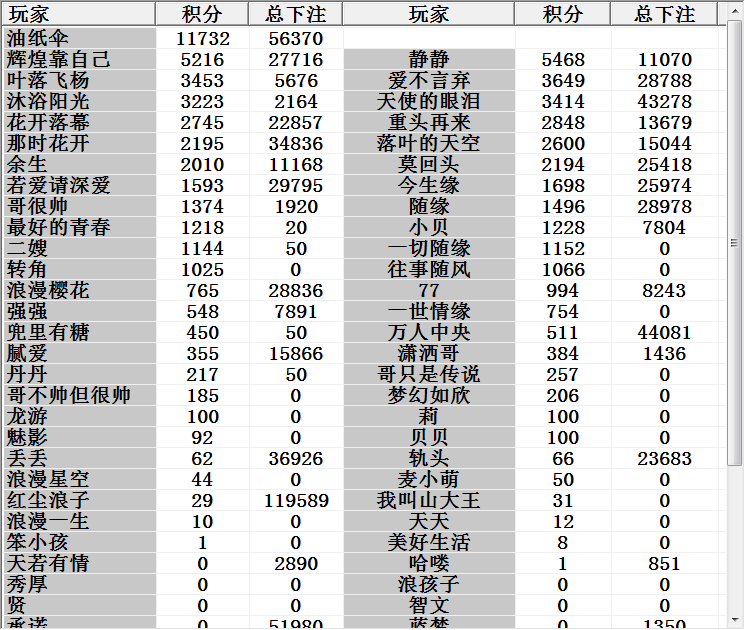 玩家 积分 总下注 玩家 积分 总下注
油纸伞 11732 56370
辉煌靠自己 5216 27716 静静 5468 11070
叶落飞杨 3453 5676 爱不言弃 3649 28788
沐浴阳光 3223 2164 天使的眼泪 3414 43278
花开落幕 2745 22857 重头再来 2848 13679
那时花开 2195 34836 落叶的天空 2600 15044
余生 2010 11168 莫回头 2194 25418
若爱请深爱 1593 29795 今生缘 1698 25974
哥很帅 1374 1920 随缘 1496 28978
最好的青春 1218 20 小贝 1228 7804
二嫂 1144 50 一切随缘 1152 0
转角 1025 0 往事随风 1066 0
浪漫樱花 765 28836 77 994 8243
强强 548 7891 一世情缘 754 0
兜里有糖 450 50 万人中央 511 44081
腻爱 355 15866 潇洒哥 384 1436
丹丹 217 50 哥只是传说 257 0
哥不帅但很帅 185 0 梦幻如欣 206 0
龙游 100 0 莉 100 0
魅影 92 0 贝贝 100 0
丢丢 62 36926 轨头 66 23683
浪漫星空 44 0 麦小萌 50 0
红尘浪子 29 119589 我叫山大王 31 0
浪漫一生 10 0 天天 12 0
笨小孩 1 0 美好生活 8 0
天若有情 0 2890 哈喽 1 851
秀厚 0 0 浪孩子 0 0
贤 0 0 智文 0 0
承诺 0 51980 蓝梦 0 1350